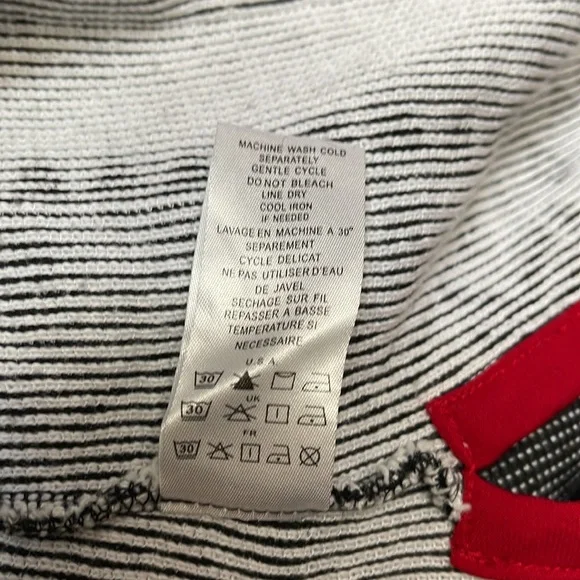 MACHINE WASH COLD
SEPARATELY
GENTLE CYCLE
DO NOT BLEACH
LINE DRY
COOL IRON
IF NEEDED
LAVAGE EN MACHINE A 30°
SEPAREMENT
CYCLE DELICAT
NE PAS UTILISER D'EAU
DE JAVEL
SECHAGE SUR FIL
REPASSER A BASSE
TEMPERATURE SI
NECESSAIRE
U.S.A.
30
UK
30
FR
30